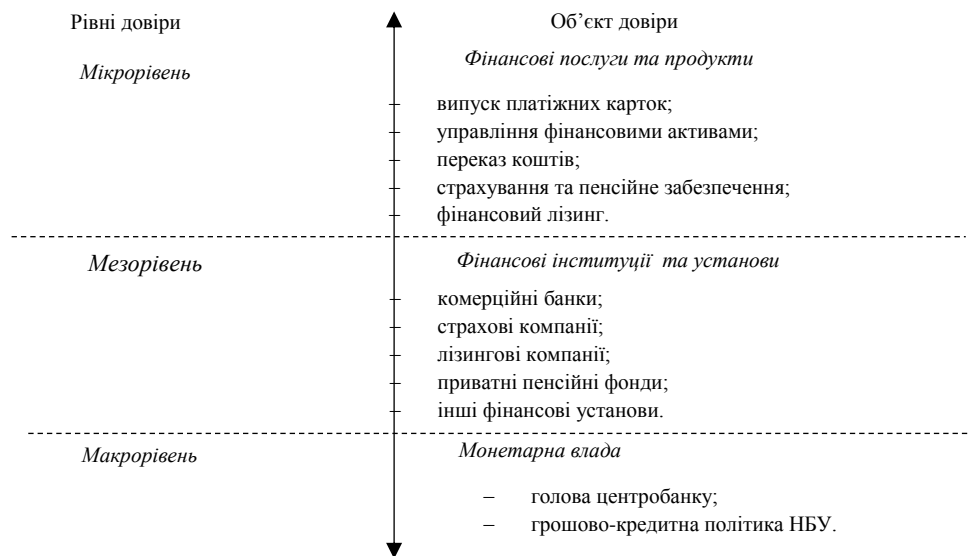 Рівні довіри
Об’єкт довіри
Мікрорівень
Фінансові послуги та продукти
– випуск платіжних карток;
– управління фінансовими активами;
– переказ коштів;
– страхування та пенсійне забезпечення;
– фінансовий лізинг.
Мезорівень
Фінансові інституції та установи
– комерційні банки;
– страхові компанії;
– лізингові компанії;
– приватні пенсійні фонди;
– інші фінансові установи.
Макрорівень
Монетарна влада
– голова центробанку;
– грошово-кредитна політика НБУ.